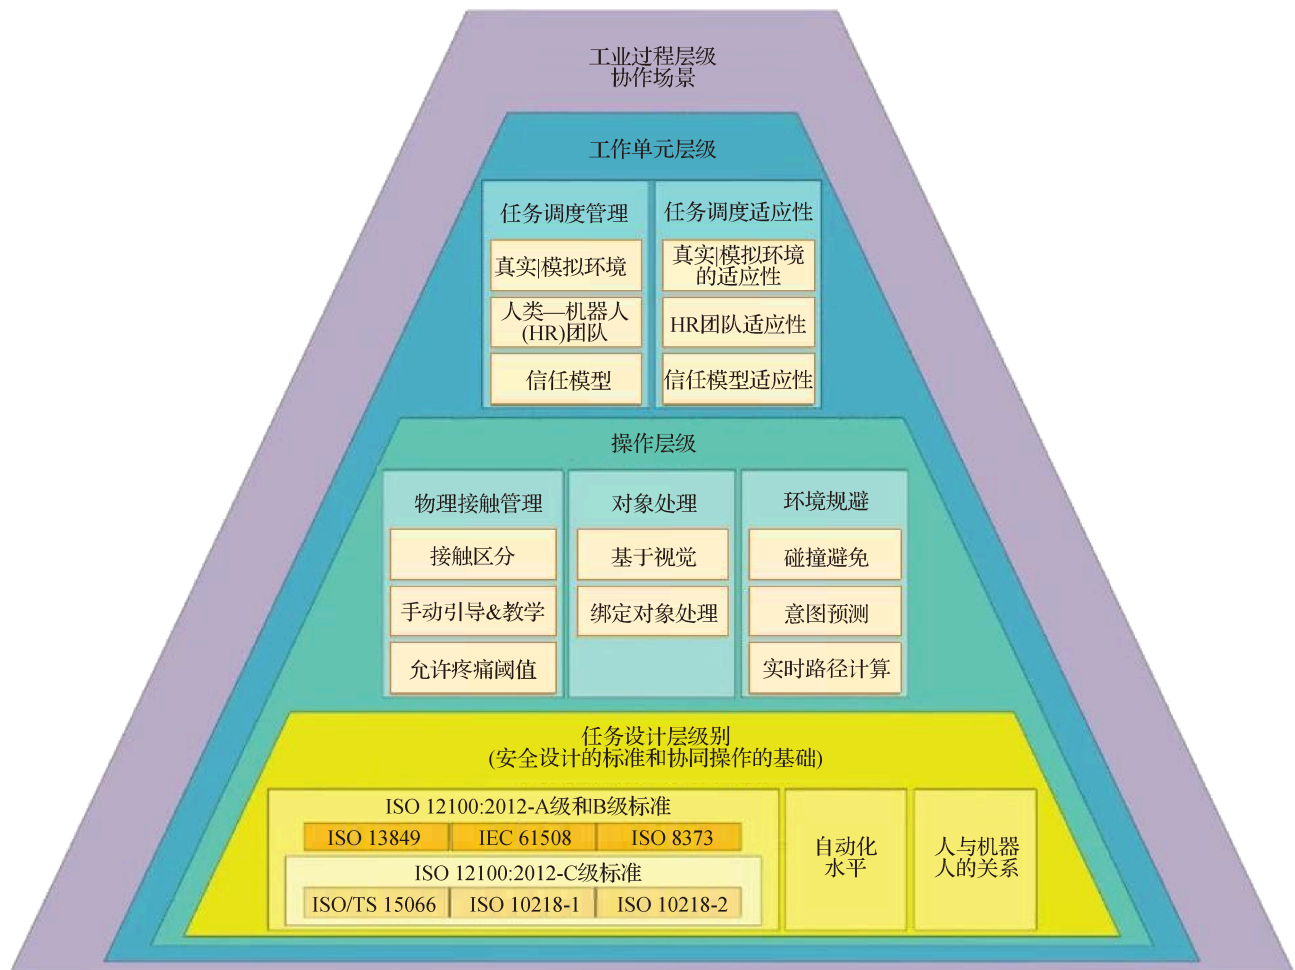 工业过程层级
协作场景
工作单元层级
任务调度管理
真实|模拟环境
人类—机器人
(HR)团队
信任模型
任务调度适应性
真实|模拟环境
的适应性
HR团队适应性
信任模型适应性
操作层级
物理接触管理
接触区分
手动引导&教学
允许疼痛阈值
对象处理
基于视觉
绑定对象处理
环境规避
碰撞避免
意图预测
实时路径计算
任务设计层级别
(安全设计的标准和协同操作的基础)
ISO 12100:2012-A级和B级标准
ISO 13849
IEC 61508
ISO 8373
ISO 12100:2012-C级标准
ISO/TS 15066
ISO 10218-1
ISO 10218-2
自动化
水平
人与机器
人的关系